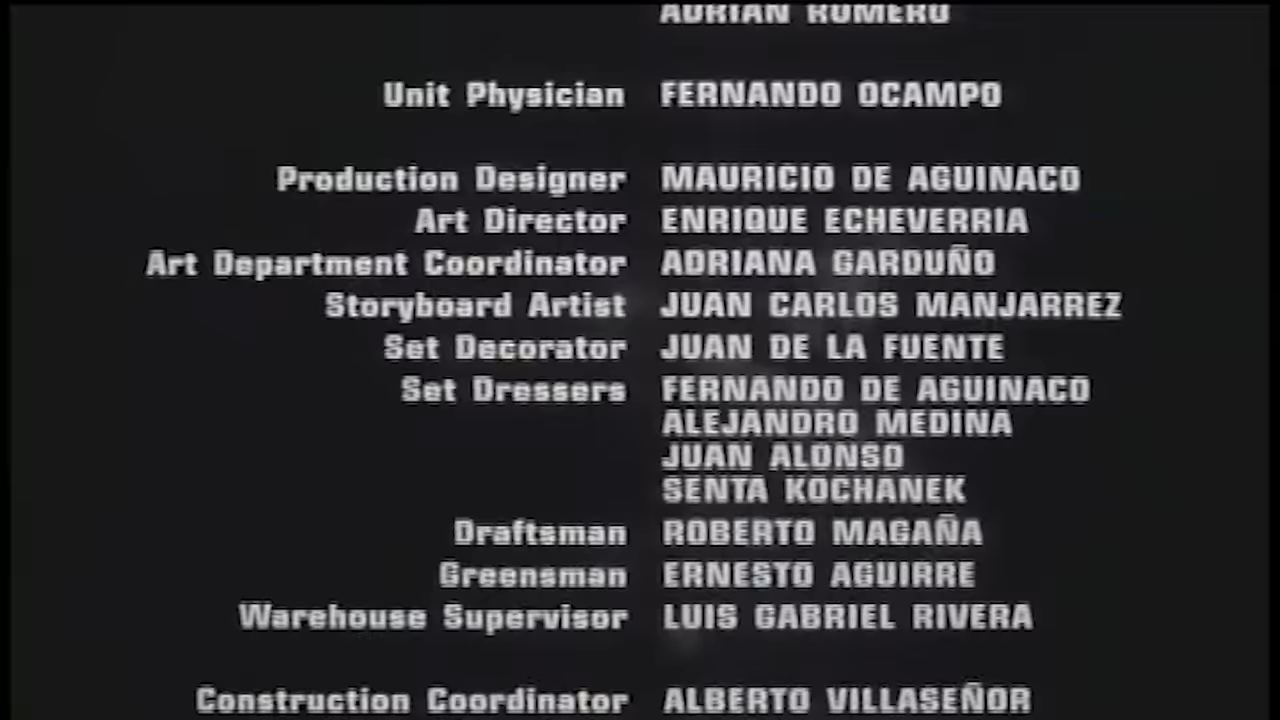 ADRIAN ROMERO
Unit Physician FERNANDO OCAMPO
Production Designer MAURICIO DE AGUINACO
Art Director ENRIQUE ECHEVERRIA
Art Department Coordinator ADRIANA GARDUÑO
Storyboard Artist JUAN CARLOS MANJARREZ
Set Decorator JUAN DE LA FUENTE
Set Dressers FERNANDO DE AGUINACO
ALEJANDRO MEDINA
JUAN ALONSO
SENTA KOCHANEK
Draftsman ROBERTO MAGAÑA
Greensman ERNESTO AGUIRRE
Warehouse Supervisor LUIS GABRIEL RIVERA
Construction Coordinator ALBERTO VILLASEÑOR